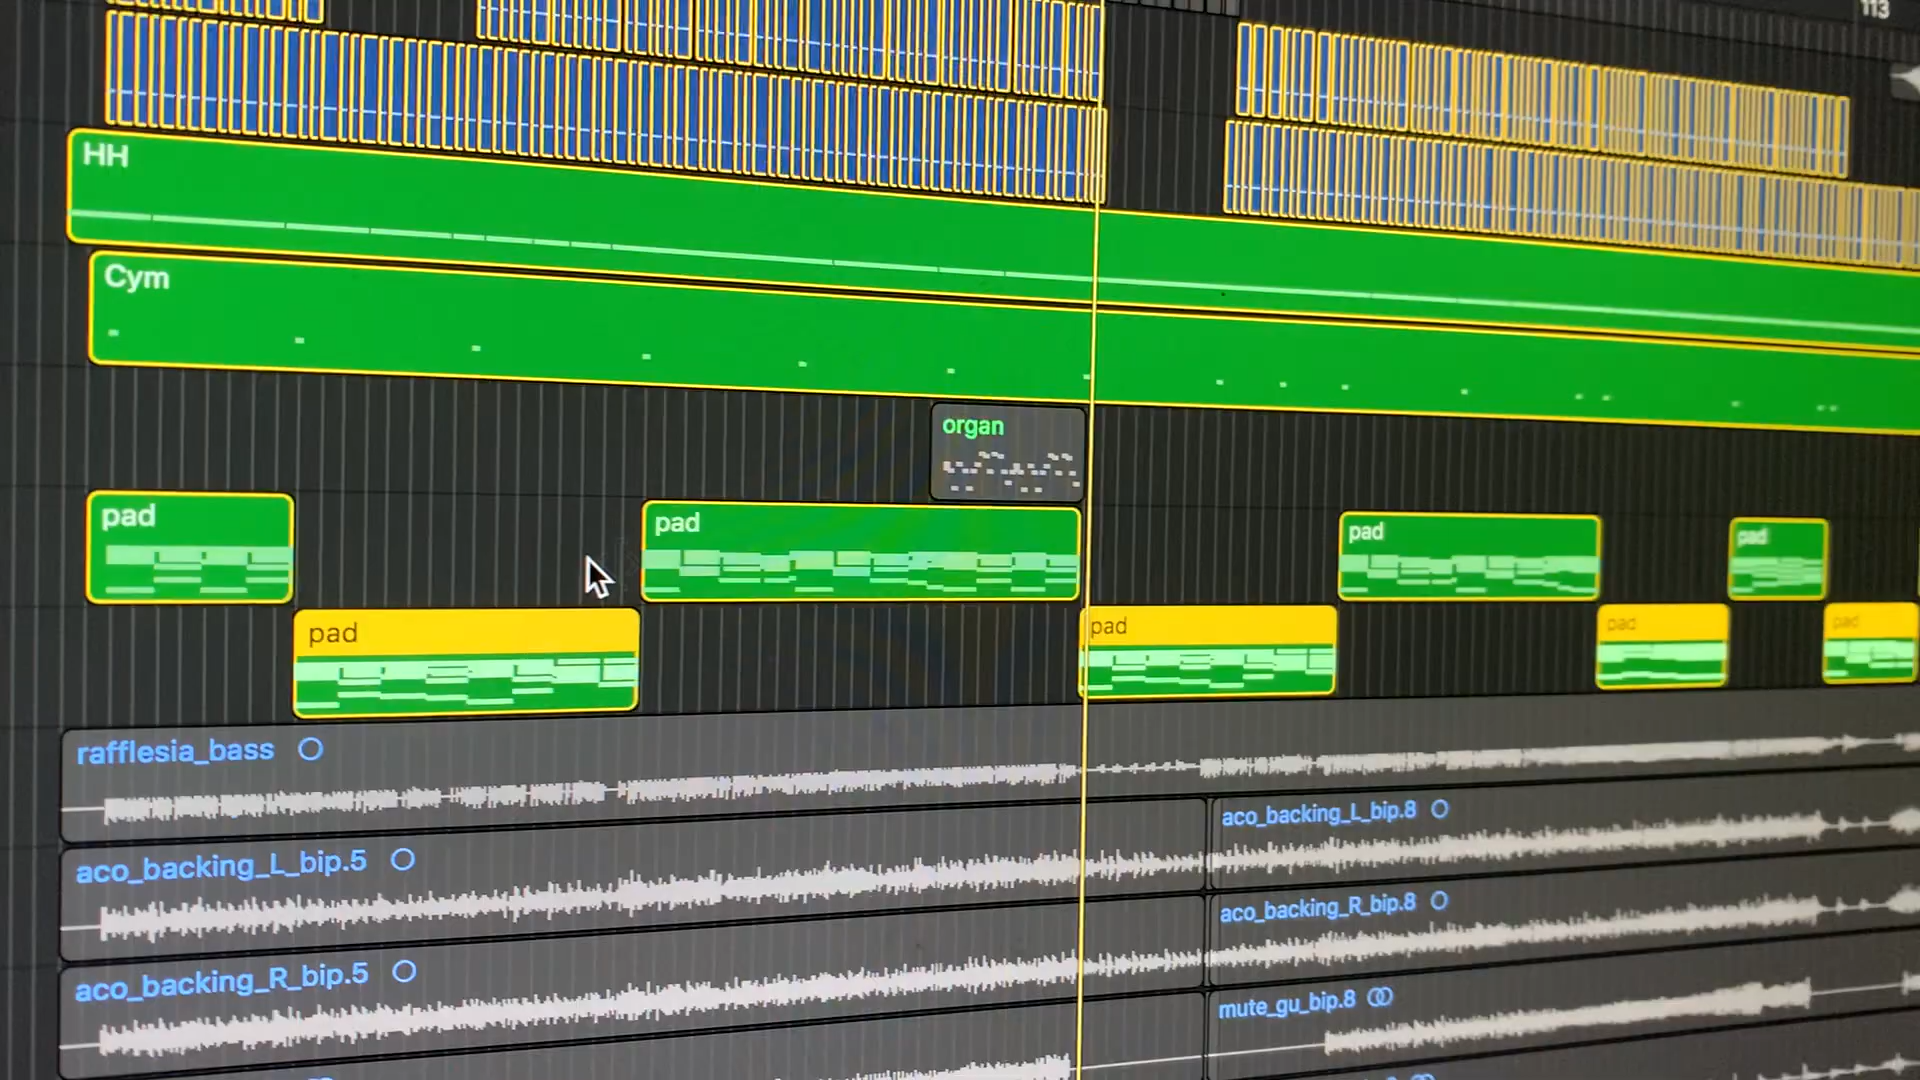 113
HH
Cym
organ
pad
pad
pad
pad
pad
pad
pad
pad
rafflesia_bass
aco_backing_L_bip.8
aco_backing_L_bip.5
aco_backing_R_bip.8
aco_backing_R_bip.5
mute_gu_bip.8